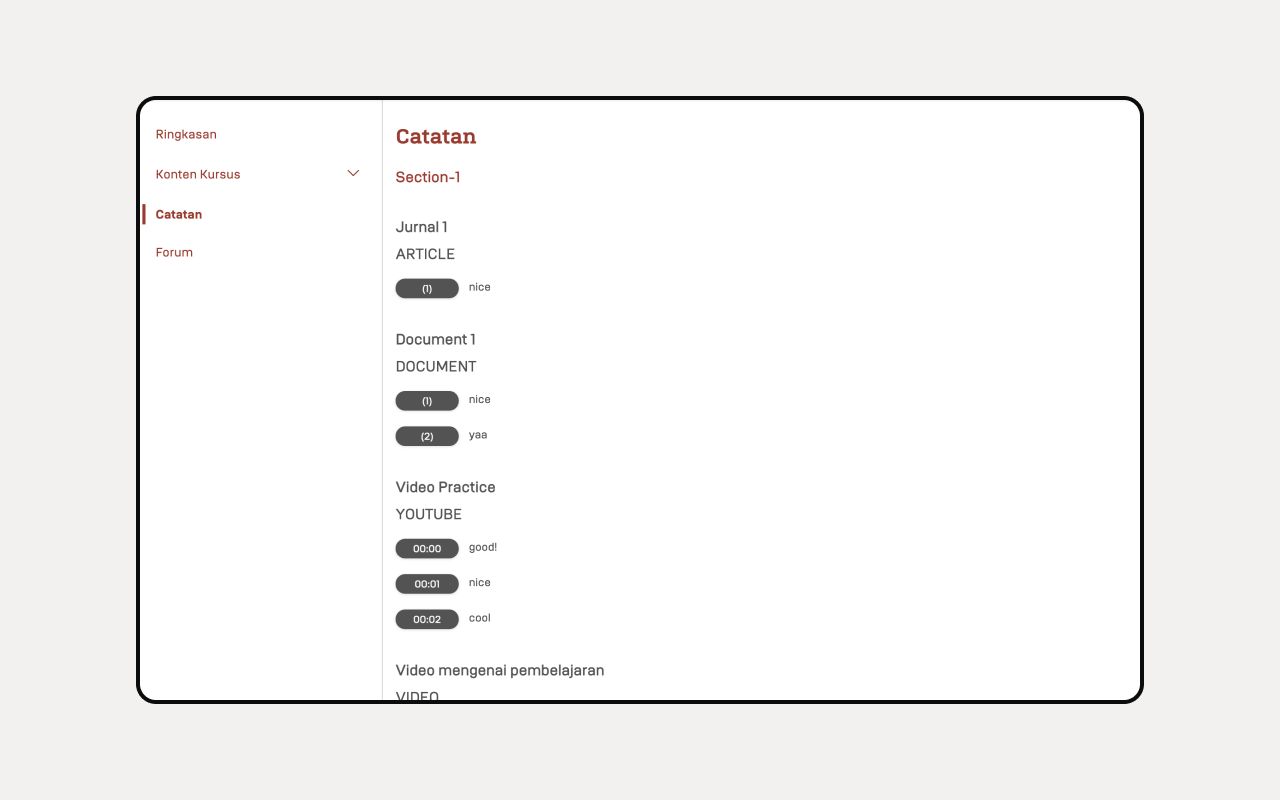 Ringkasan
Konten Kursus
Catatan
Forum
Catatan
Section-1
Jurnal 1
ARTICLE
(1) nice
Document 1
DOCUMENT
(1) nice
(2) yaa
Video Practice
YOUTUBE
00:00 good!
00:01 nice
00:02 cool
Video mengenai pembelajaran
VIDEO